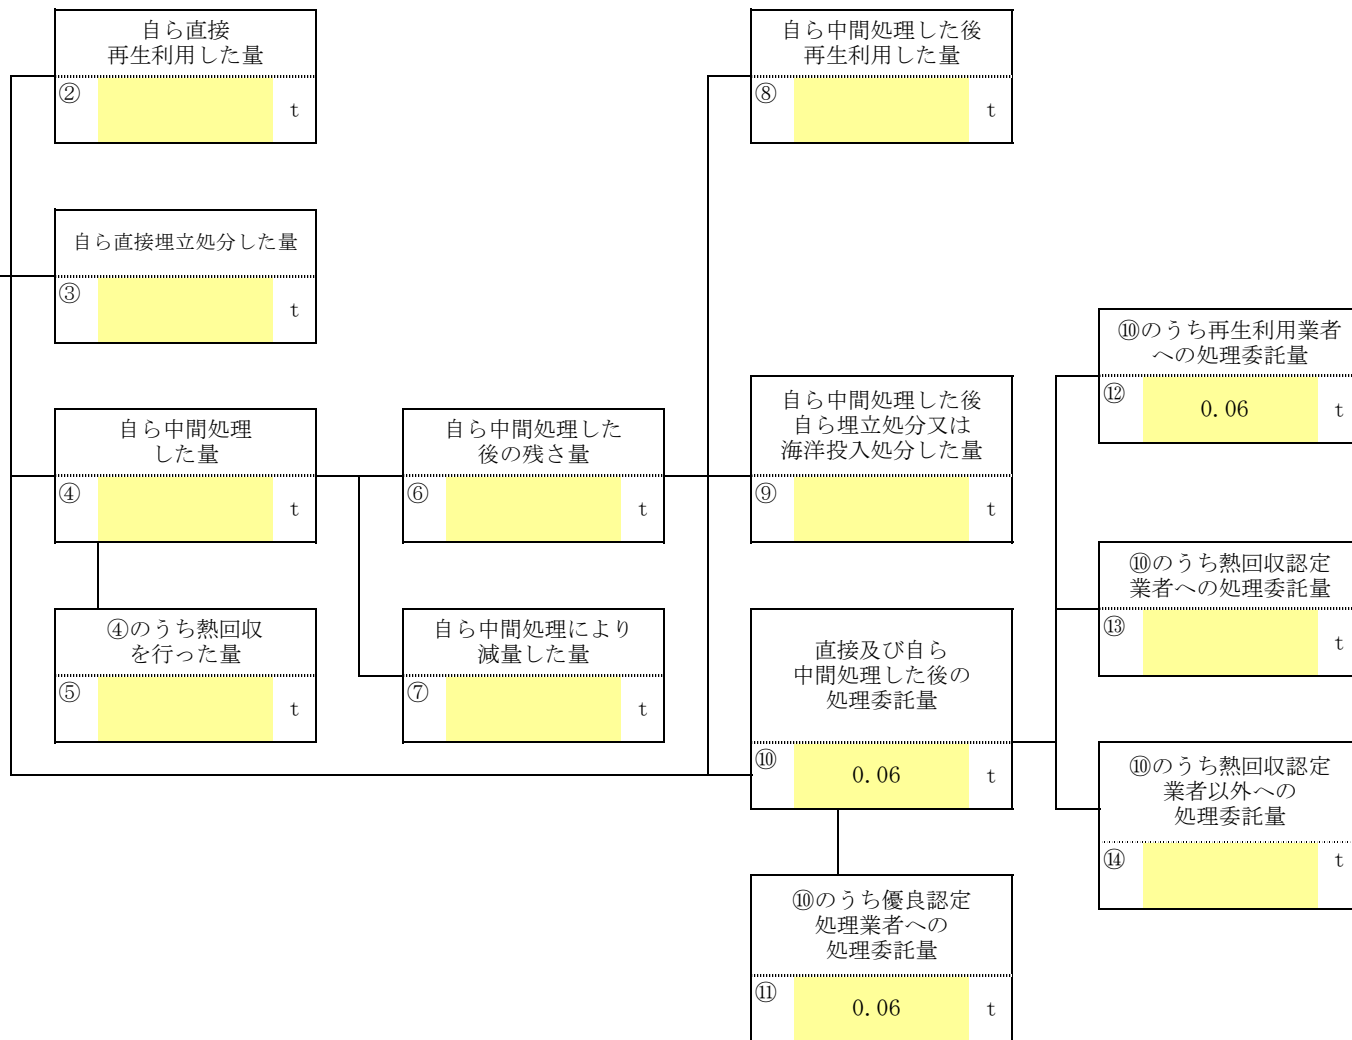 自ら直接
再生利用した量
②
t
自ら直接埋立処分した量
③
t
自ら中間処理
した量
④
t
④のうち熱回収
を行った量
⑤
t
自ら中間処理した
後の残さ量
⑥
t
自ら中間処理により
減量した量
⑦
t
自ら中間処理した後
再生利用した量
⑧
t
自ら中間処理した後
自ら埋立処分又は
海洋投入処分した量
⑨
t
直接及び自ら
中間処理した後の
処理委託量
⑩ 0.06 t
⑩のうち優良認定
処理業者への
処理委託量
⑪ 0.06 t
⑩のうち再生利用業者
への処理委託量
⑫ 0.06 t
⑩のうち熱回収認定
業者への処理委託量
⑬
t
⑩のうち熱回収認定
業者以外への
処理委託量
⑭
t